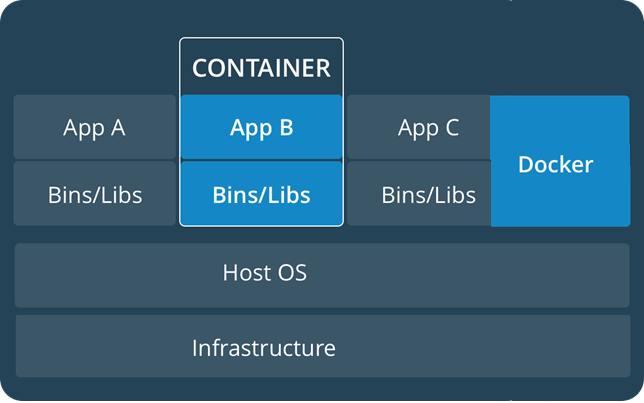 CONTAINER
App A
App B
App C
Docker
Bins/Libs
Bins/Libs
Bins/Libs
Host OS
Infrastructure